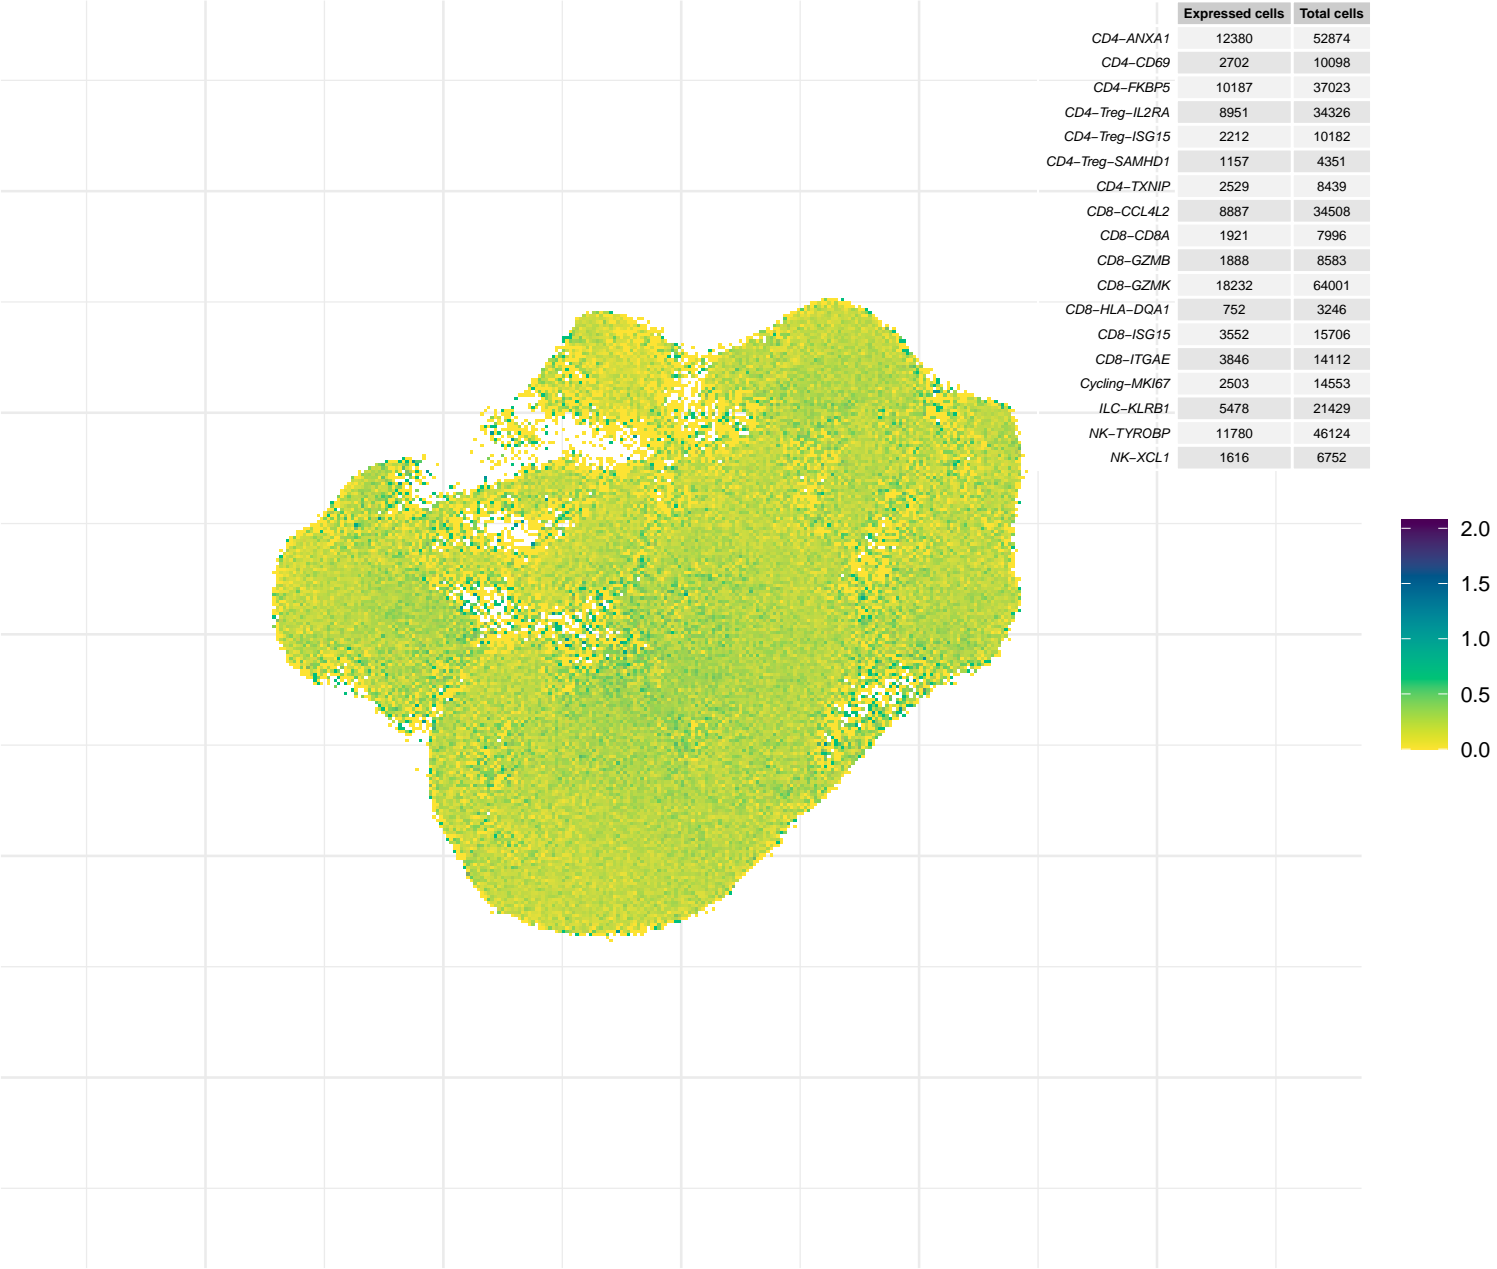 Expressed cells Total cells
CD4−ANXA1 12380 52874
CD4−CD69 2702 10098
CD4−FKBP5 10187 37023
CD4−Treg−IL2RA 8951 34326
CD4−Treg−ISG15 2212 10182
CD4−Treg−SAMHD1 1157 4351
CD4−TXNIP 2529 8439
CD8−CCL4L2 8887 34508
CD8−CD8A 1921 7996
CD8−GZMB 1888 8583
CD8−GZMK 18232 64001
CD8−HLA−DQA1 752 3246
CD8−ISG15 3552 15706
CD8−ITGAE 3846 14112
Cycling−MKI67 2503 14553
ILC−KLRB1 5478 21429
NK−TYROBP 11780 46124
NK−XCL1 1616 6752
2.0
1.5
1.0
0.5
0.0